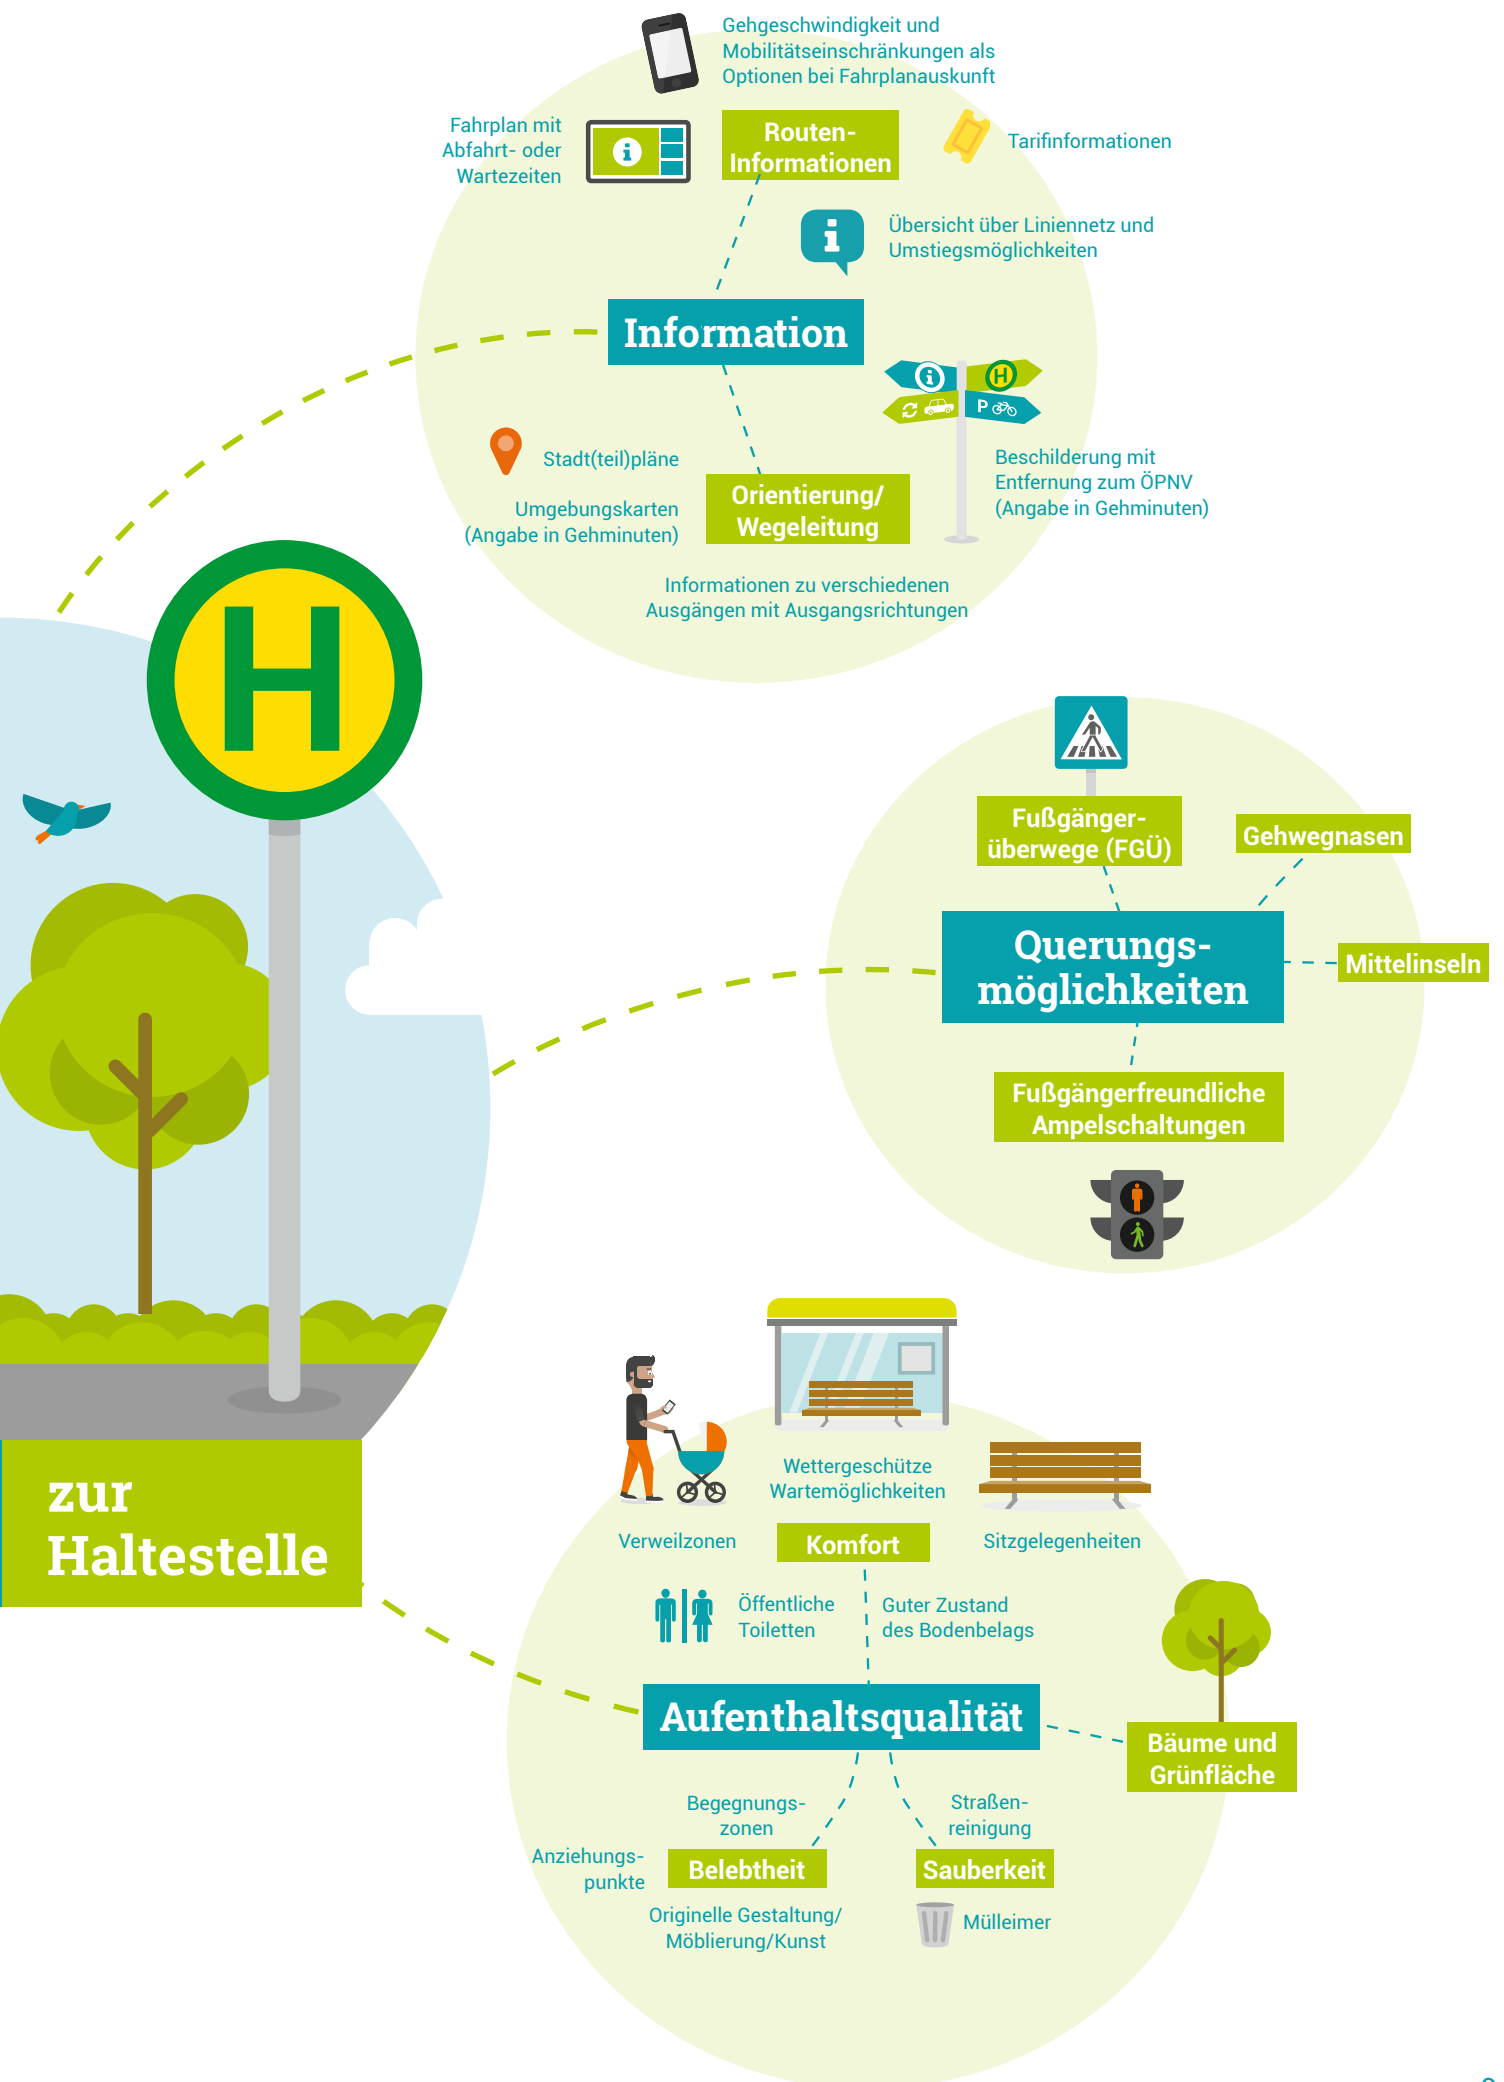 Gehgeschwindigkeit und
Mobilitätseinschränkungen als
Optionen bei Fahrplanauskunft
Fahrplan mit
Abfahrt- oder
Wartezeiten
Routen-
Informationen
Tarifinformationen
Übersicht über Liniennetz und
Umstiegsmöglichkeiten
Information
H
P
Stadt(teil)pläne
Umgebungskarten
(Angabe in Gehminuten)
Orientierung/
Wegeleitung
Beschilderung mit
Entfernung zum ÖPNV
(Angabe in Gehminuten)
Informationen zu verschiedenen
Ausgängen mit Ausgangsrichtungen
H
Fußgänger-
überwege (FGÜ)
Gehwegnasen
Querungs-
möglichkeiten
Mittelinseln
Fußgängerfreundliche
Ampelschaltungen
zur
Haltestelle
Wettergeschütze
Wartemöglichkeiten
Verweilzonen
Komfort
Sitzgelegenheiten
Öffentliche
Toiletten
Guter Zustand
des Bodenbelags
Aufenthaltsqualität
Bäume und
Grünfläche
Begegnungs-
zonen
Straßen-
reinigung
Anziehungs-
punkte
Belebtheit
Sauberkeit
Originelle Gestaltung/
Möblierung/Kunst
Mülleimer